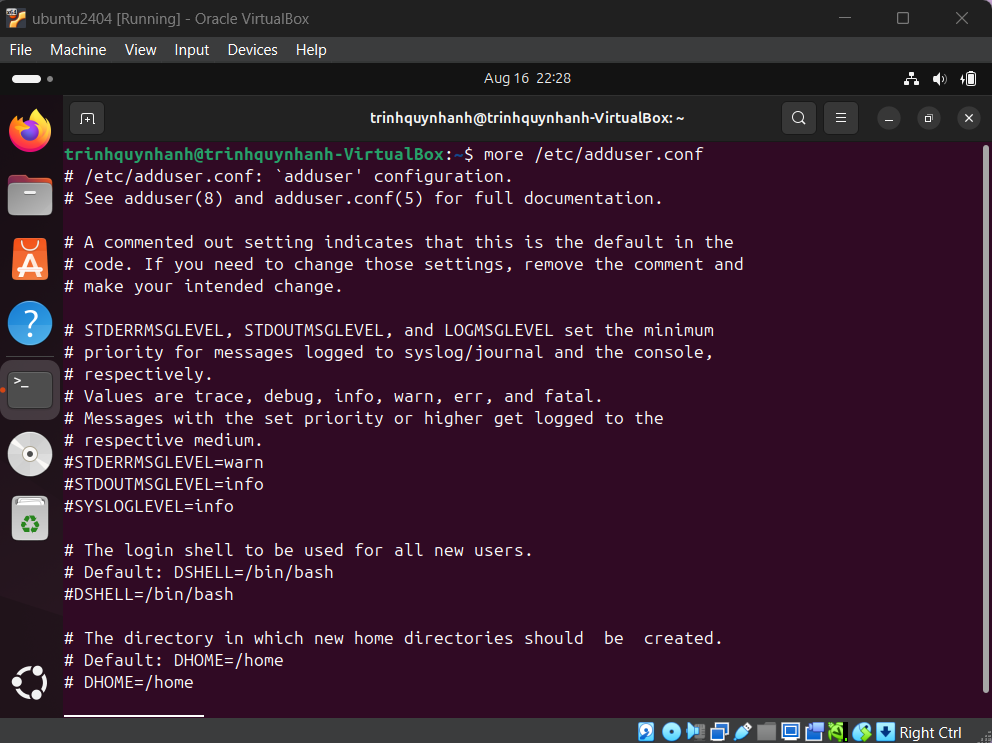 ubuntu2404 [Running] - Oracle VirtualBox
File Machine View Input Devices Help
Aug 16 22:28
trinhquynhanh@trinhquynhanh-VirtualBox: ~
trinhquynhanh@trinhquynhanh-VirtualBox:~$ more /etc/adduser.conf
# /etc/adduser.conf: `adduser' configuration.
# See adduser(8) and adduser.conf(5) for full documentation.

# A commented out setting indicates that this is the default in the
# code. If you need to change those settings, remove the comment and
# make your intended change.

# STDERRMSGLEVEL, STDOUTMSGLEVEL, and LOGMSGLEVEL set the minimum
# priority for messages logged to syslog/journal and the console,
# respectively.
# Values are trace, debug, info, warn, err, and fatal.
# Messages with the set priority or higher get logged to the
# respective medium.
#STDERRMSGLEVEL=warn
#STDOUTMSGLEVEL=info
#SYSLOGLEVEL=info

# The login shell to be used for all new users.
# Default: DSHELL=/bin/bash
#DSHELL=/bin/bash

# The directory in which new home directories should  be  created.
# Default: DHOME=/home
# DHOME=/home
Right Ctrl